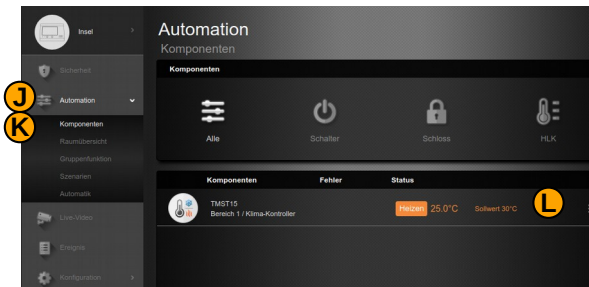 Insel
Sicherheit
J
Automation
K
Komponenten
Raumübersicht
Gruppenfunktion
Szenarien
Automatik
Live-Video
Ereignis
Konfiguration
Automation
Komponenten
Komponenten
Alle
Schalter
Schloss
HLK
Komponenten Fehler Status
TMST15
Bereich 1 / Klima-Kontroller
Heizen 25.0°C Sollwert 30°C L